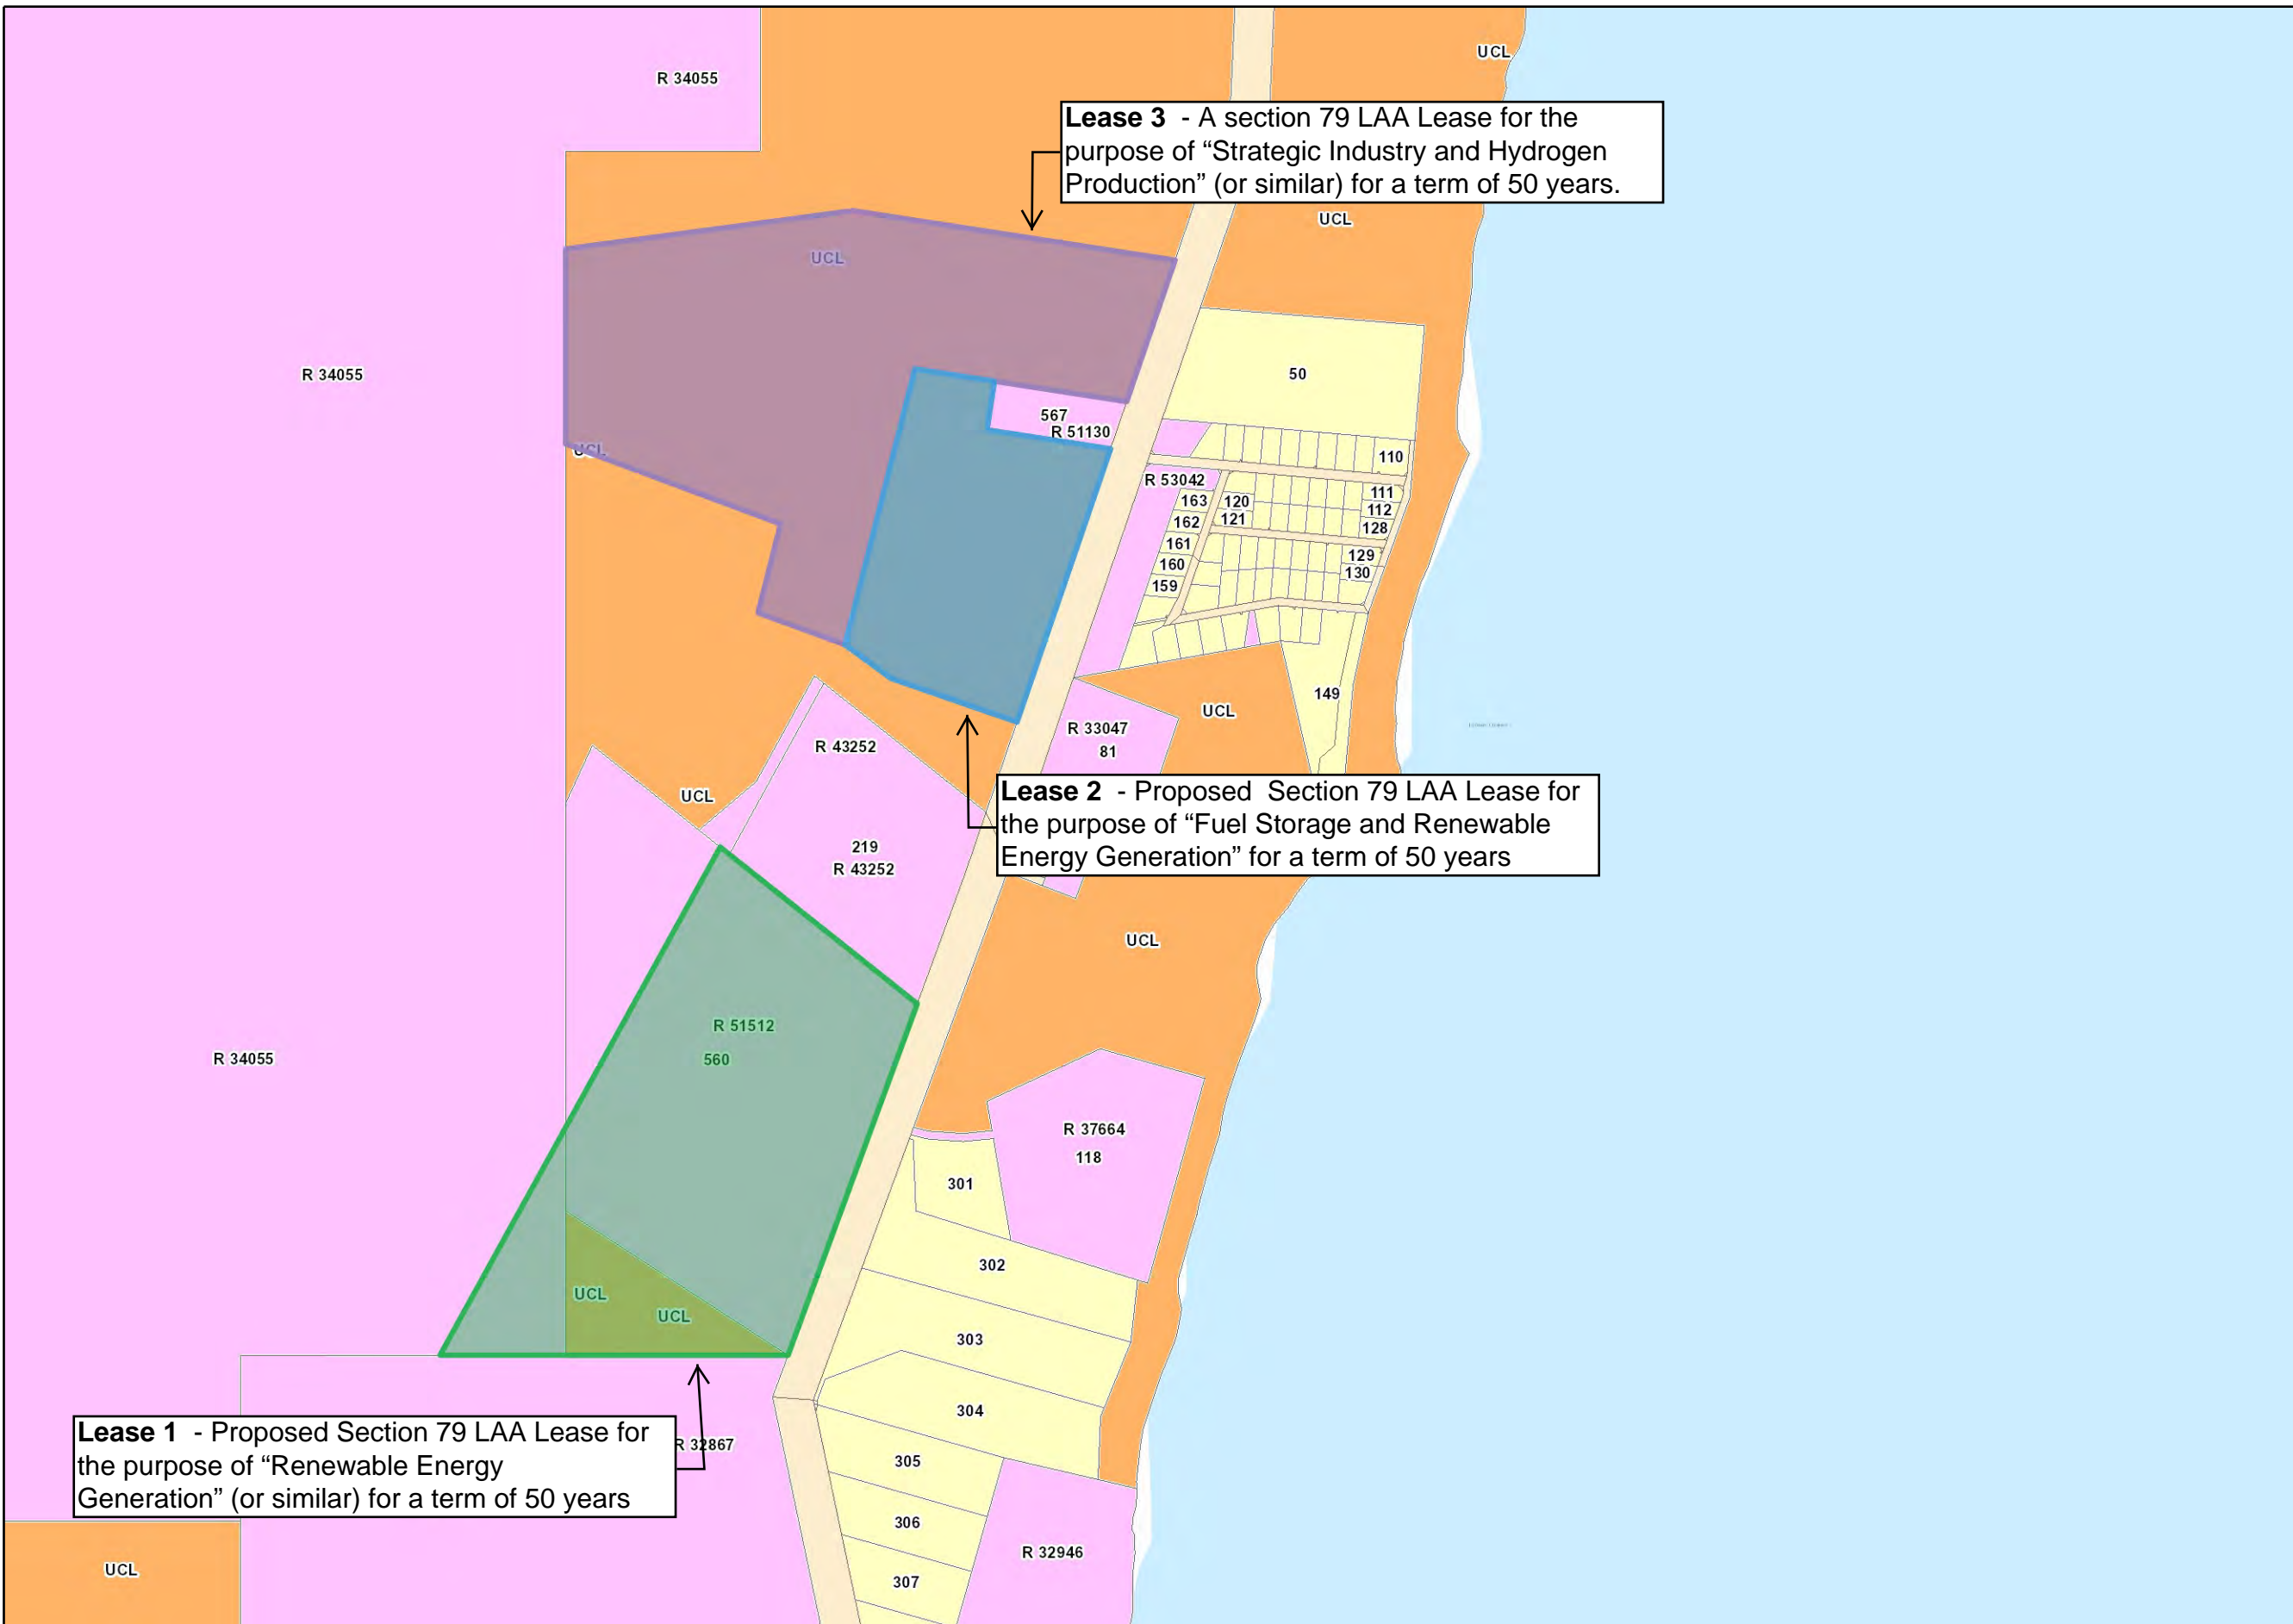 UCL
R 34055
Lease 3 - A section 79 LAA Lease for the
purpose of “Strategic Industry and Hydrogen
Production” (or similar) for a term of 50 years.
UCL
UCL
R 34055
50
567
R 51130
UCL
110
R 53042
163
120
111
112
162
121
128
161
129
160
130
159
149
UCL
R 33047
81
R 43252
UCL
Lease 2 - Proposed Section 79 LAA Lease for
the purpose of “Fuel Storage and Renewable
Energy Generation” for a term of 50 years
219
R 43252
UCL
R 51512
560
R 34055
R 37664
118
301
302
UCL
UCL
303
304
Lease 1 - Proposed Section 79 LAA Lease for
the purpose of “Renewable Energy
Generation” (or similar) for a term of 50 years
R 32867
305
306
R 32946
UCL
307